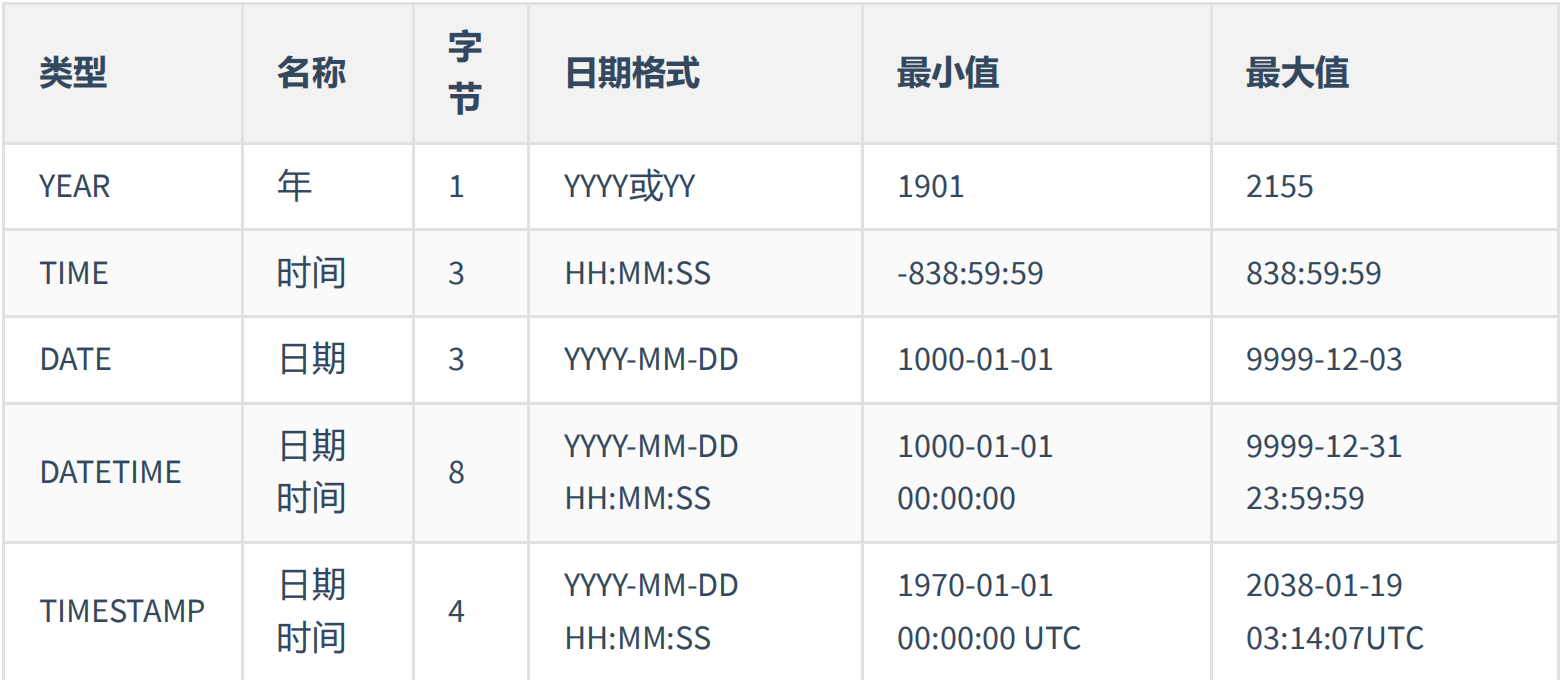 类型 名称 字节 日期格式 最小值 最大值
YEAR 年 1 YYYY或YY 1901 2155
TIME 时间 3 HH:MM:SS -838:59:59 838:59:59
DATE 日期 3 YYYY-MM-DD 1000-01-01 9999-12-03
DATETIME 日期时间 8 YYYY-MM-DD HH:MM:SS 1000-01-01 00:00:00 9999-12-31 23:59:59
TIMESTAMP 日期时间 4 YYYY-MM-DD HH:MM:SS 1970-01-01 00:00:00 UTC 2038-01-19 03:14:07UTC